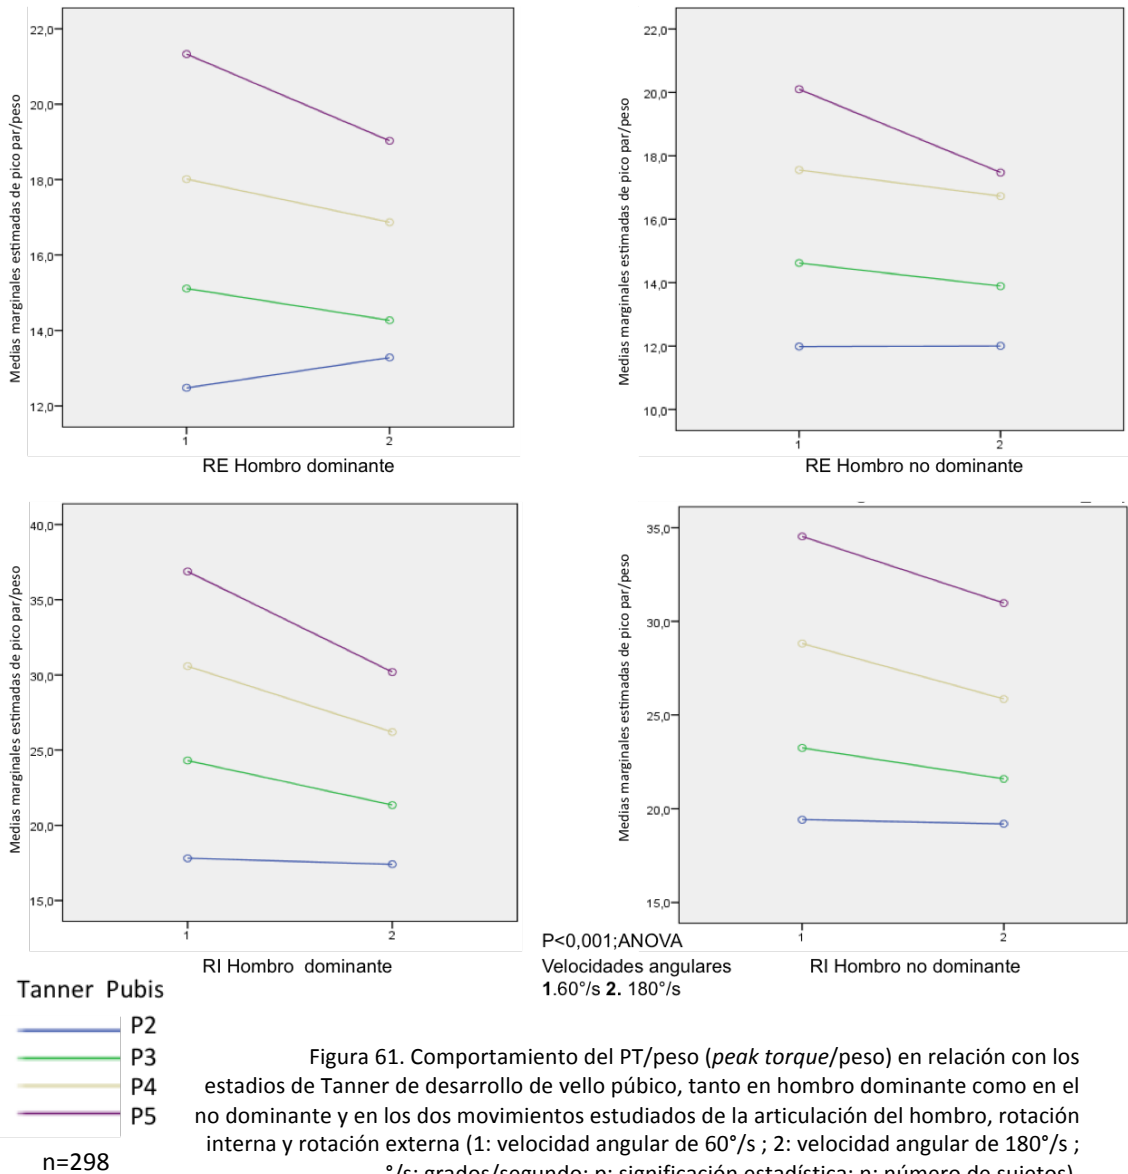 Medias marginales estimadas de pico par/peso
22,0
20,0
18,0
16,0
14,0
12,0
1
2
RE Hombro dominante
Medias marginales estimadas de pico par/peso
22,0
20,0
18,0
16,0
14,0
12,0
10,0
1
2
RE Hombro no dominante
Medias marginales estimadas de pico par/peso
40,0
35,0
30,0
25,0
20,0
15,0
1
2
RI Hombro dominante
Medias marginales estimadas de pico par/peso
35,0
30,0
25,0
20,0
15,0
1
2
RI Hombro no dominante
P<0,001;ANOVA
Velocidades angulares
1.60°/s 2. 180°/s
Tanner Pubis
P2
P3
P4
P5
n=298
Figura 61. Comportamiento del PT/peso (peak torque/peso) en relación con los
estadios de Tanner de desarrollo de vello púbico, tanto en hombro dominante como en el
no dominante y en los dos movimientos estudiados de la articulación del hombro, rotación
interna y rotación externa (1: velocidad angular de 60°/s ; 2: velocidad angular de 180°/s ;
°/s: grados/segundo; p: significación estadística; n: número de sujetos)